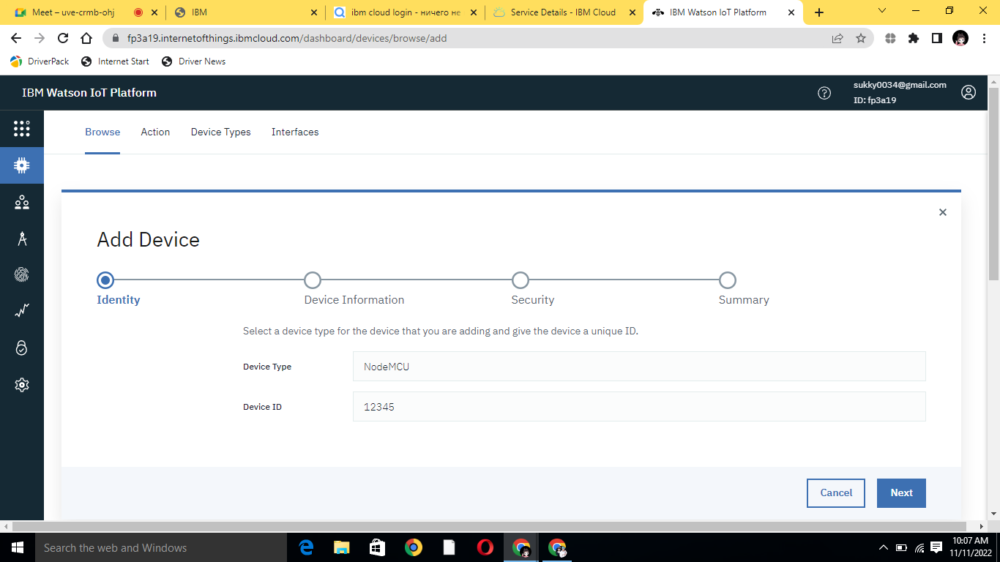 Meet – uve-crmb-ohj
IBM
ibm cloud login - ничего не
Service Details - IBM Cloud
IBM Watson IoT Platform
fp3a19.internetofthings.ibmcloud.com/dashboard/devices/browse/add
DriverPack
Internet Start
Driver News
IBM Watson IoT Platform
sukky0034@gmail.com
ID: fp3a19
Browse
Action
Device Types
Interfaces
Add Device
Identity
Device Information
Security
Summary
Select a device type for the device that you are adding and give the device a unique ID.
Device Type
NodeMCU
Device ID
12345
Cancel
Next
Search the web and Windows
10:07 AM
11/11/2022